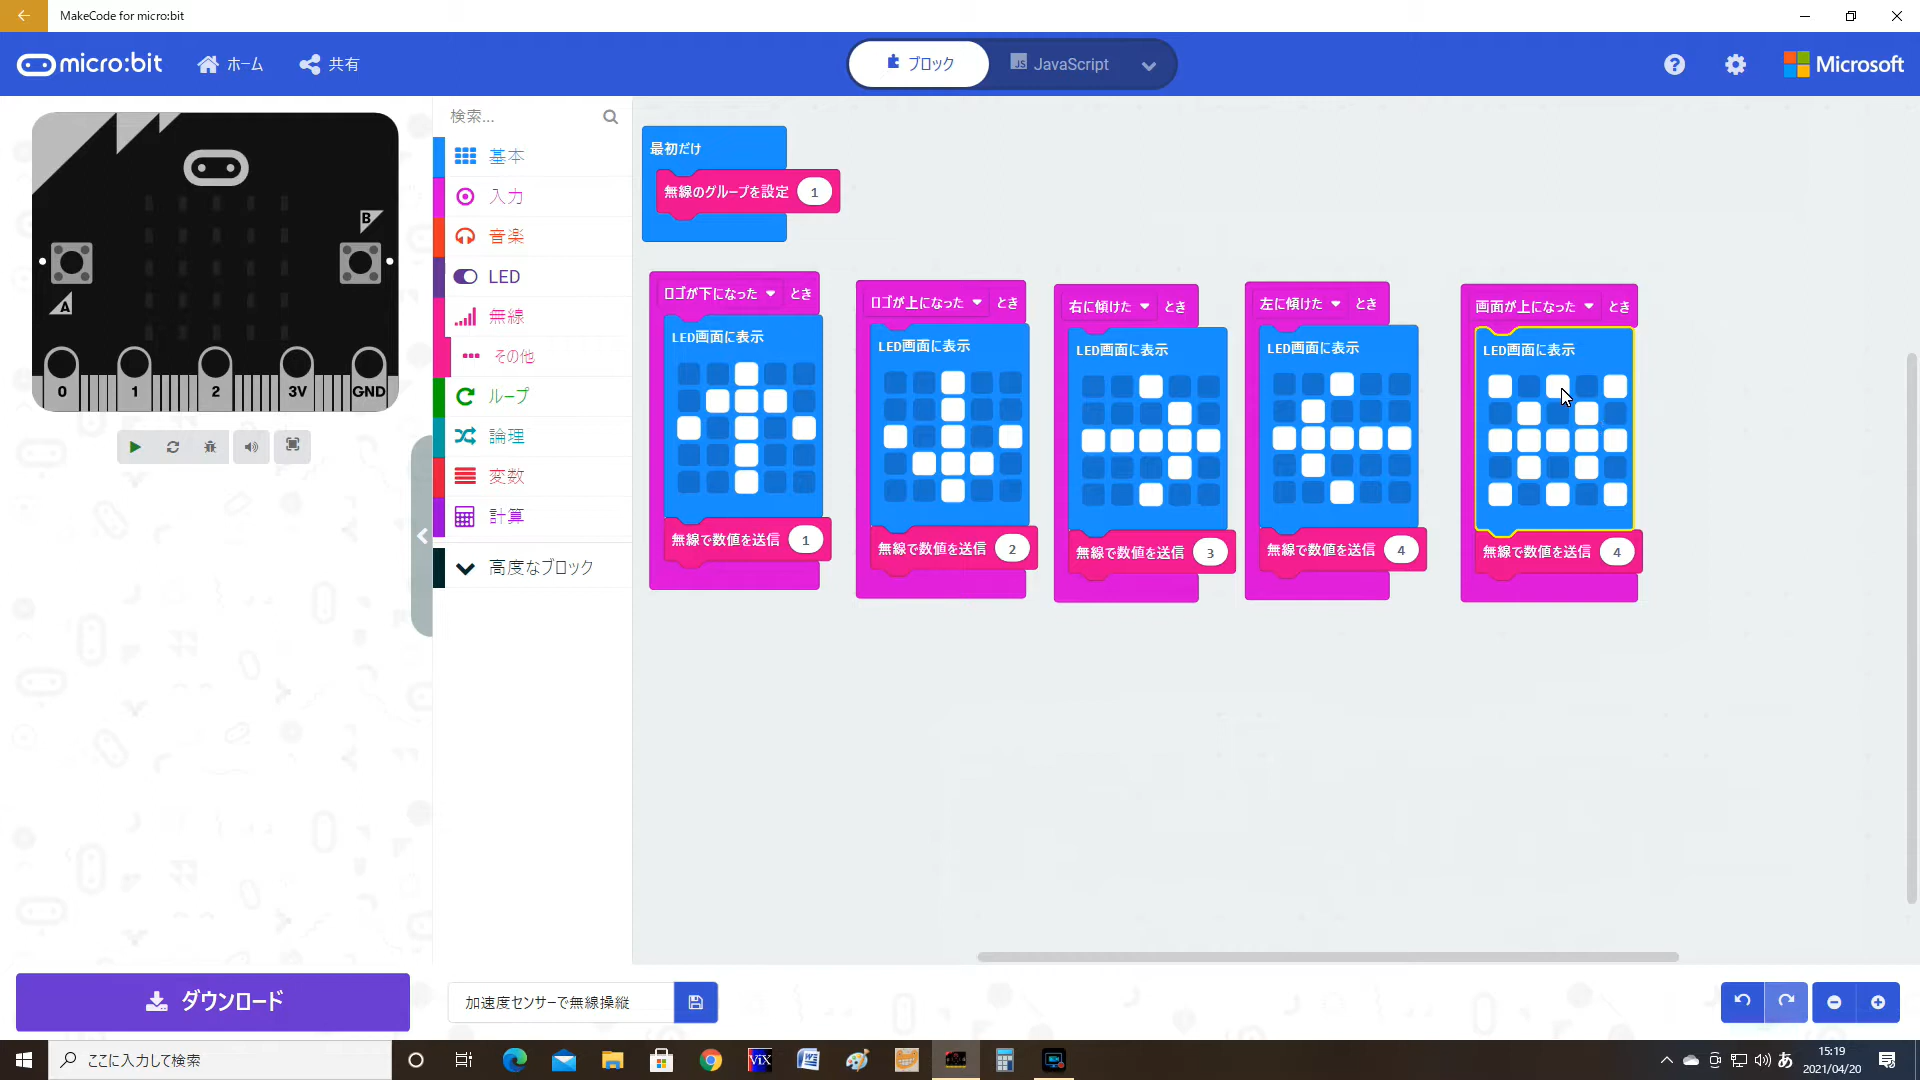 MakeCode for micro:bit
micro:bit
ホーム
共有
ブロック
JS
JavaScript
?
Microsoft
B
A
0
1
2
3V
GND
検索...
基本
入力
音楽
LED
無線
その他
ループ
論理
変数
計算
高度なブロック
最初だけ
無線のグループを設定 1
ロゴが下になった とき
LED画面に表示
無線で数値を送信 1
ロゴが上になった とき
LED画面に表示
無線で数値を送信 2
右に傾けた とき
LED画面に表示
無線で数値を送信 3
左に傾けた とき
LED画面に表示
無線で数値を送信 4
画面が上になった とき
LED画面に表示
無線で数値を送信 4
ダウンロード
加速度センサーで無線操縦
ここに入力して検索
ViX
あ
15:19
2021/04/20